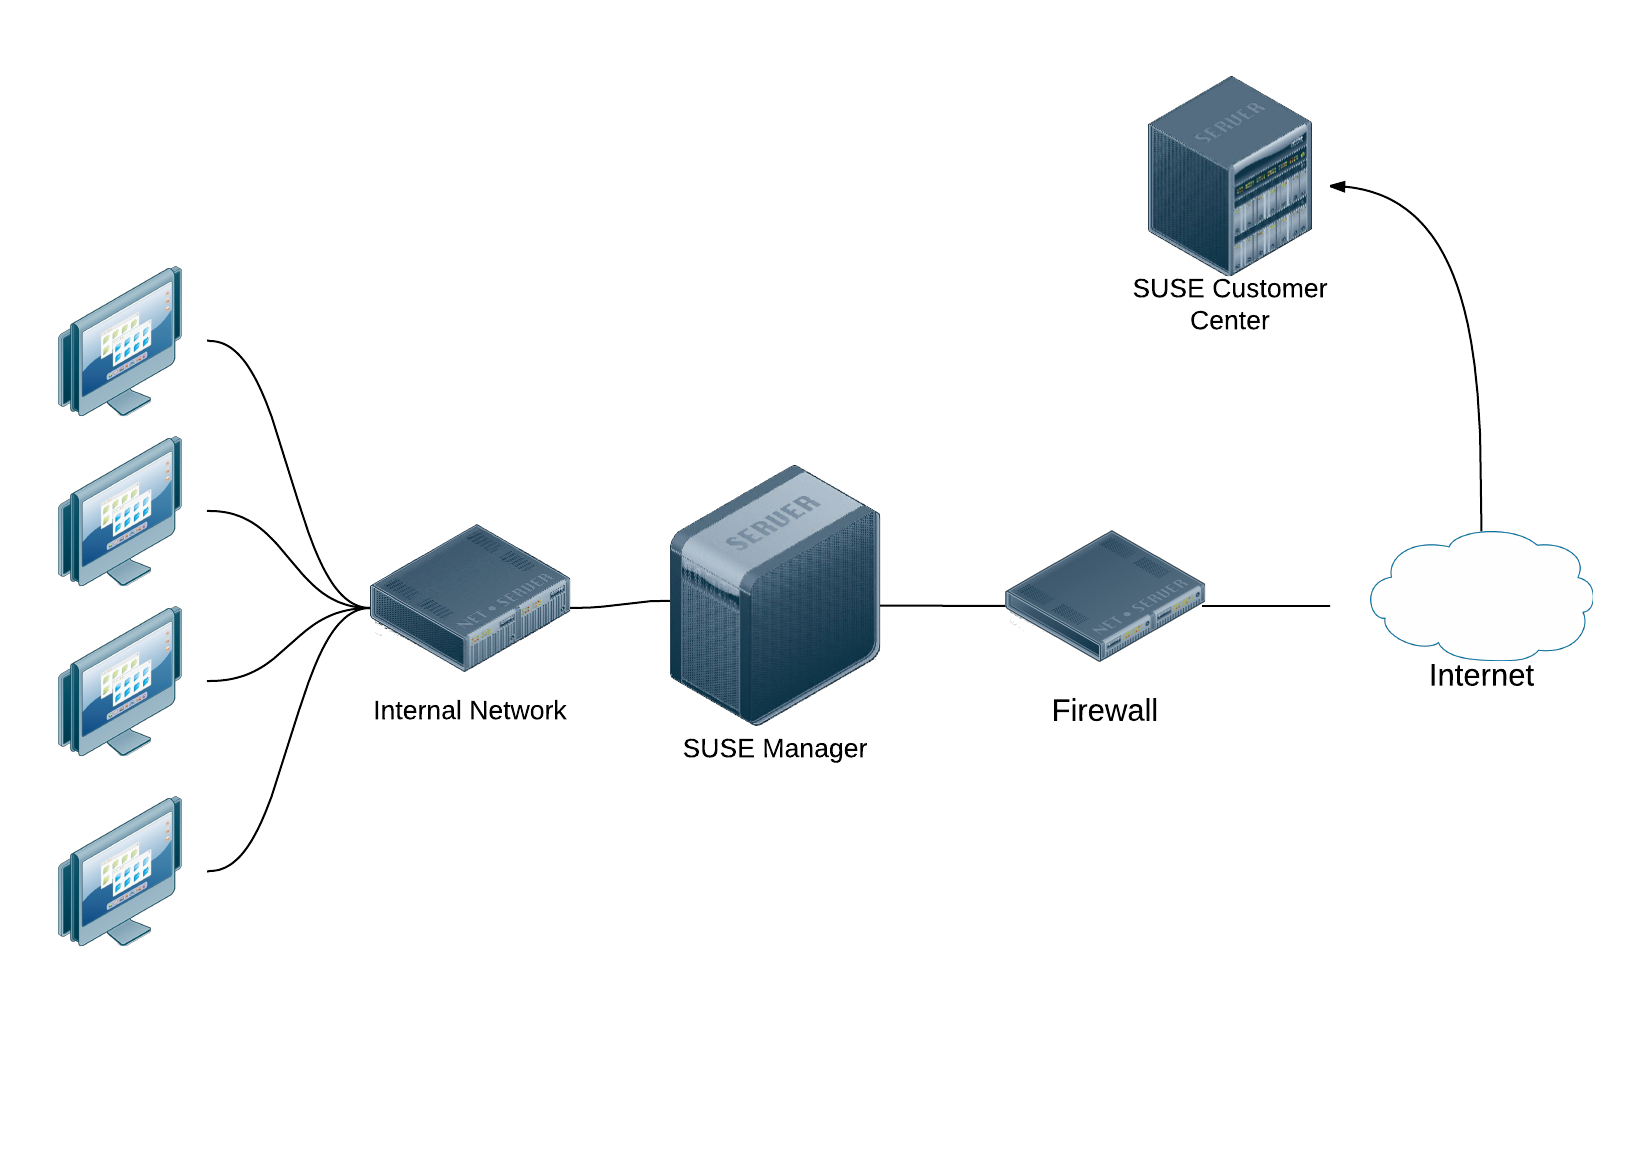 SERVER
SUSE Customer
Center
SERVER
NET • SERVER
NET • SERVER
Internal Network
SUSE Manager
Firewall
Internet